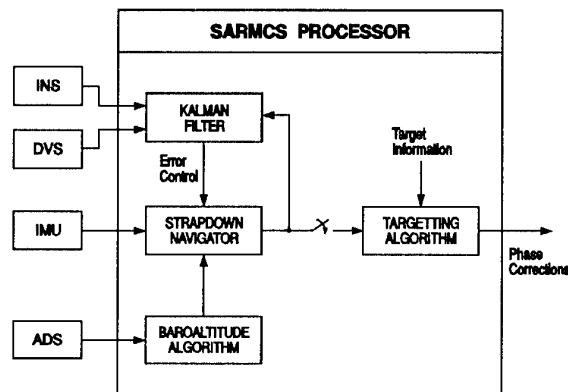 SARMCS PROCESSOR
INS
KALMAN
FILTER
DVS
Error
Control
Target
Information
IMU
STRAPDOWN
NAVIGATOR
TARGETTING
ALGORITHM
Phase
Corrections
ADS
BAROALTITUDE
ALGORITHM